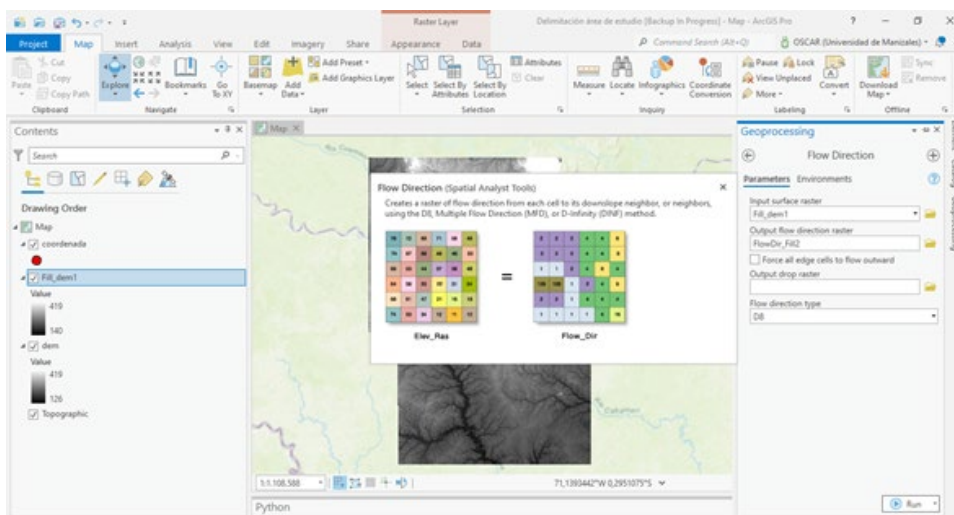 Raster Layer
Delimitación área de estudio [Backup In Progress] - Map - ArcGIS Pro
?
Project
Map
Insert
Analysis
View
Edit
Imagery
Share
Appearance
Data
Command Search (Alt+Q)
OSCAR (Universidad de Manizales)
Paste
Cut
Copy
Copy Path
Clipboard
Explore
Bookmarks
Go To XY
Navigate
Basemap
Add Data
Add Preset
Add Graphics Layer
Layer
Select
Select By Attributes
Select By Location
Attributes
Clear
Selection
Measure
Locate
Infographics
Coordinate Conversion
Inquiry
Pause
Lock
View Unplaced
More
Convert
Labeling
Download Map
Sync
Remove
Offline
Contents
Search
Drawing Order
Map
coordenada
Fill_dem1
Value
419
140
dem
Value
419
126
Topographic
Map
Flow Direction (Spatial Analyst Tools)
Creates a raster of flow direction from each cell to its downslope neighbor, or neighbors,
using the D8, Multiple Flow Direction (MFD), or D-Infinity (DINF) method.
=
Elev_Ras
Flow_Dir
1:1.108.588
71,1393442"W 0,2951075"S
Python
Geoprocessing
Flow Direction
Parameters
Environments
Input surface raster
Fill_dem1
Output flow direction raster
FlowDir_Fill2
Force all edge cells to flow outward
Output drop raster
Flow direction type
D8
Run